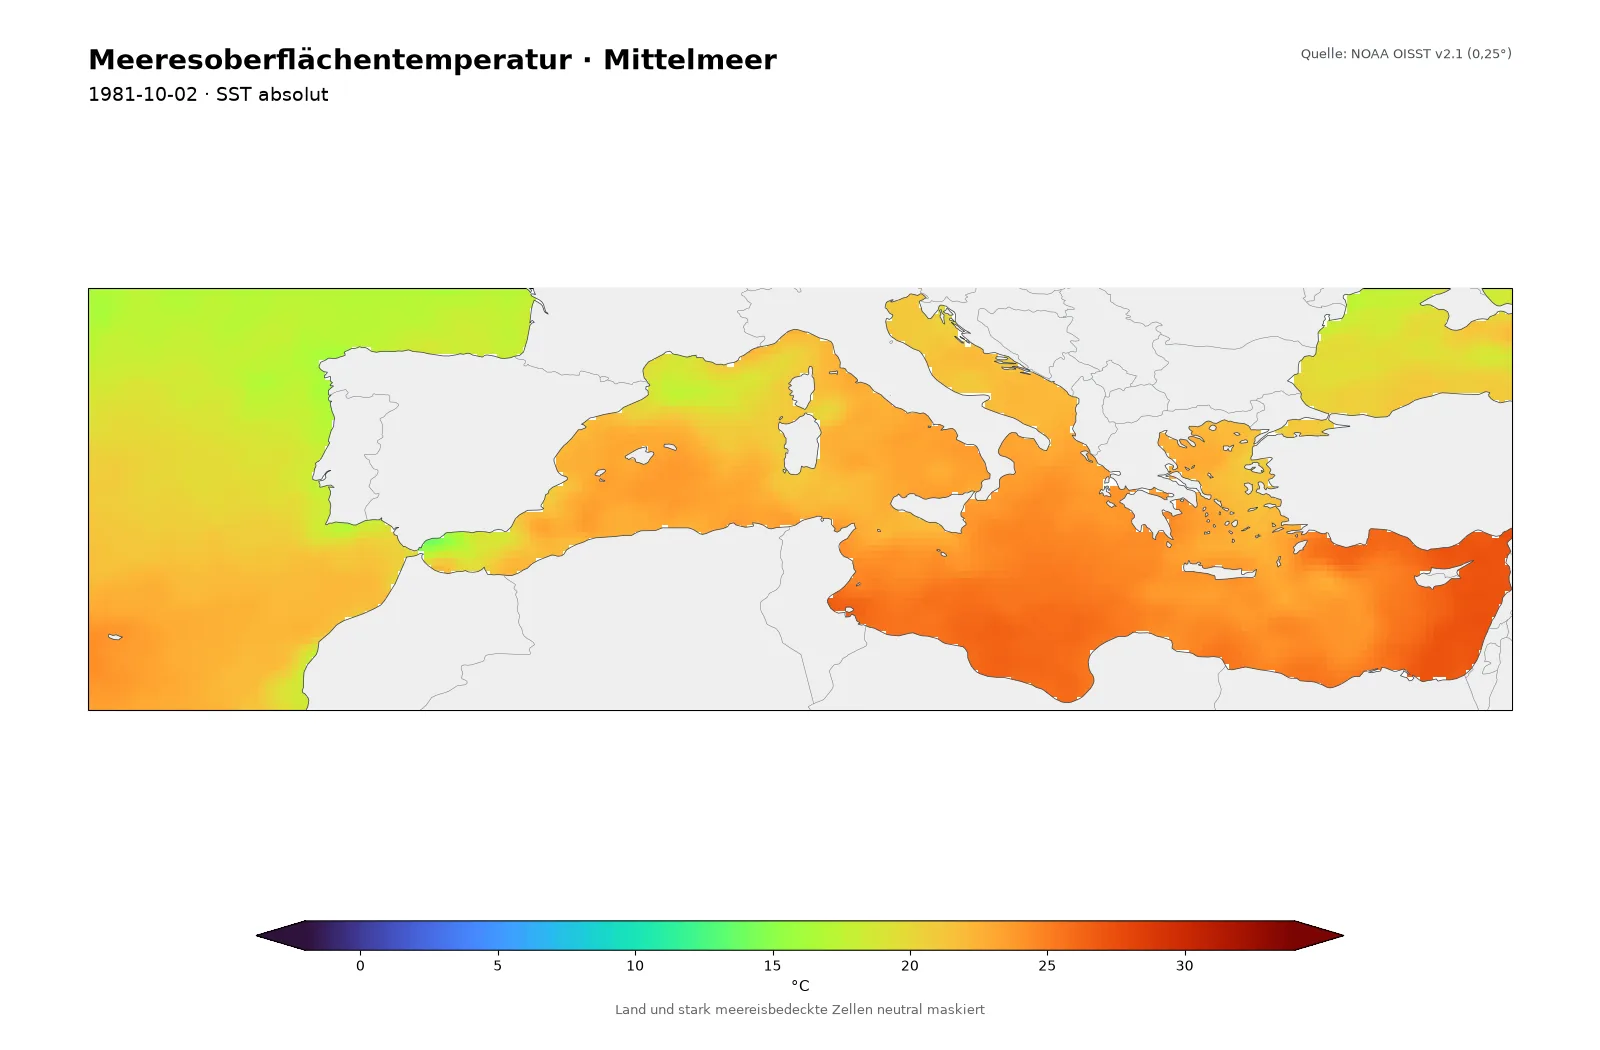 Meeresoberflächentemperatur · Mittelmeer
Quelle: NOAA OISST v2.1 (0,25°)
1981-10-02 · SST absolut
0 5 10 15 20 25 30
°C
Land und stark meereisbedeckte Zellen neutral maskiert